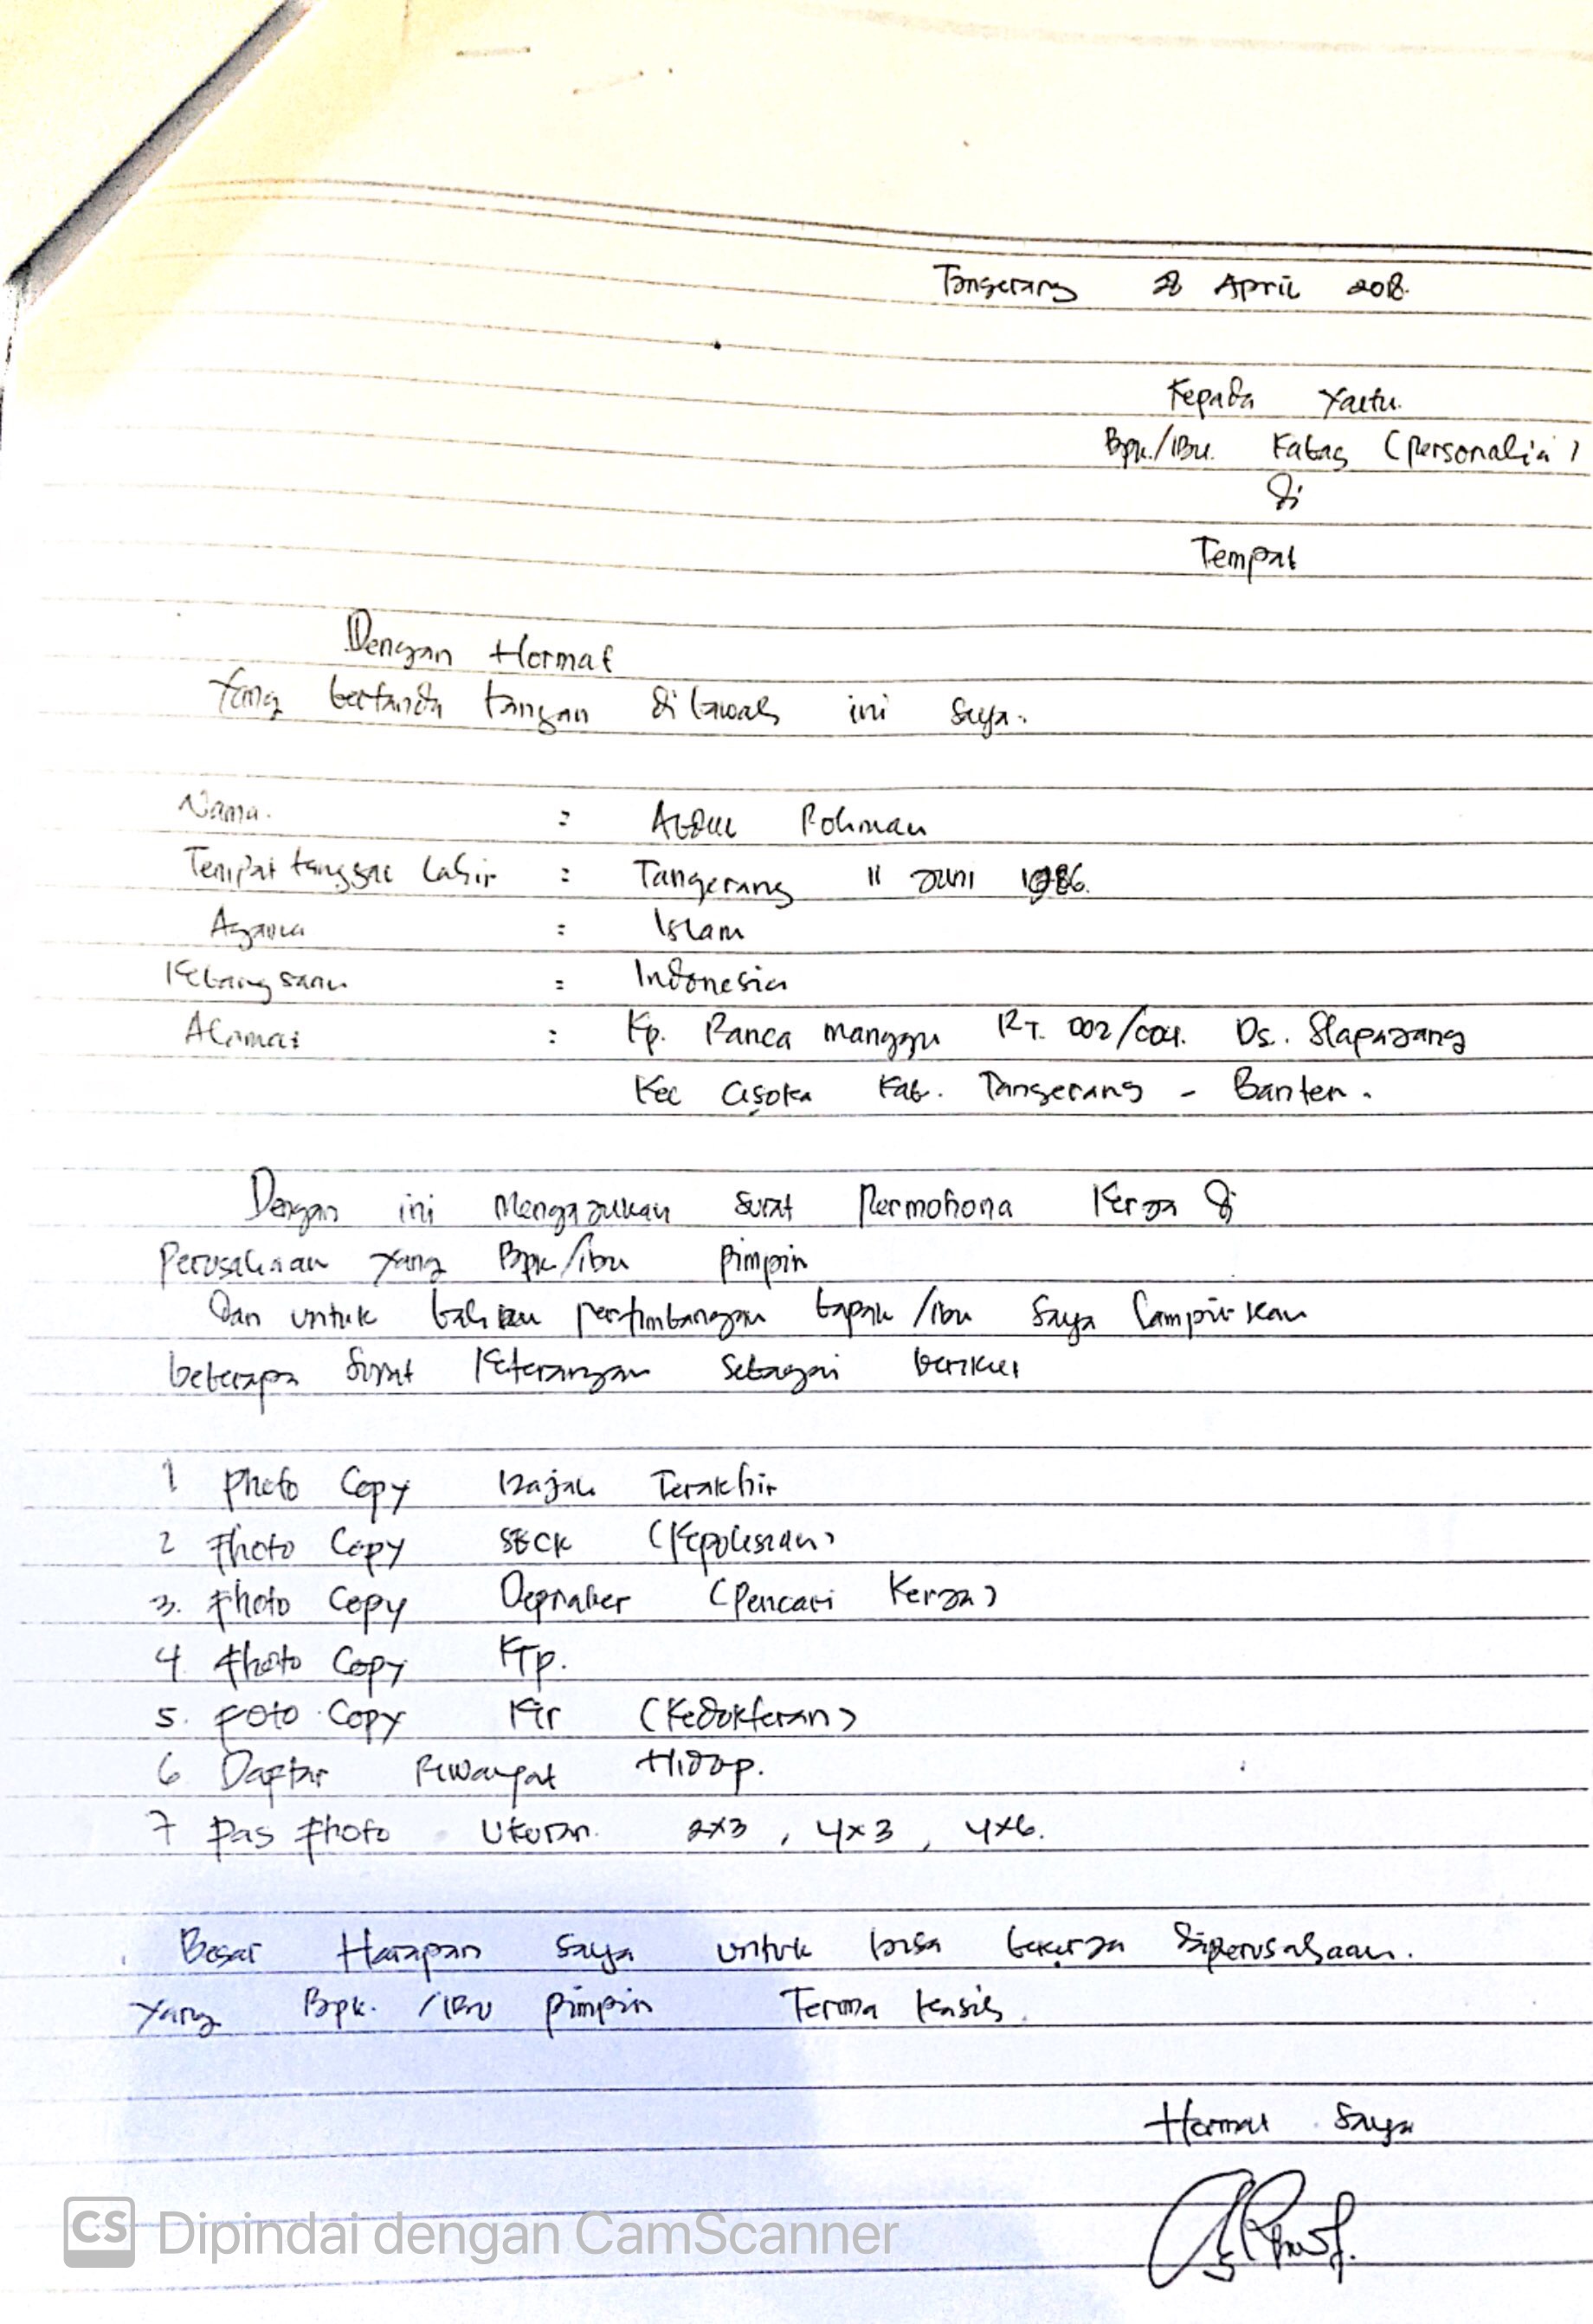 Tangerang 28 April 2018.
Kepada Yaitu.
Bpk./Ibu. Kabag (personalia)
di
Tempat
Dengan Hormat
Yang bertanda tangan di bawah ini saya.
Nama. : Abdul Rohman
Tempat tanggal Lahir : Tangerang 11 Juni 1986.
Agama : Islam
Kebangsaan : Indonesia
Alamat : Kp. Ranca manggu RT. 002/004. Ds. Slapajang
Kec Cisoka Kab. Tangerang - Banten.
Dengan ini Mengajukan surat Permohona Kerja di
Perusahaan yang Bpk/ibu pimpin
Dan untuk bahan pertimbangan bapak/ibu saya Lampirkan
beberapa surat Keterangan sebagai berikut
1 Photo Copy Izajah Terakhir
2 Photo Copy SKCK (Kepolisian)
3. Photo Copy Depnaker (Pencari Kerja)
4. Photo Copy KTP.
5. Foto Copy Kir (Kedokteran)
6 Daftar Riwayat Hidup.
7 Pas Photo Ukuran. 2x3, 4x3, 4x6.
Besar Harapan saya untuk bisa bekerja diperusahaan.
Yang Bpk. /IBU pimpin Terima kasih.
Hormat saya
CS Dipindai dengan CamScanner